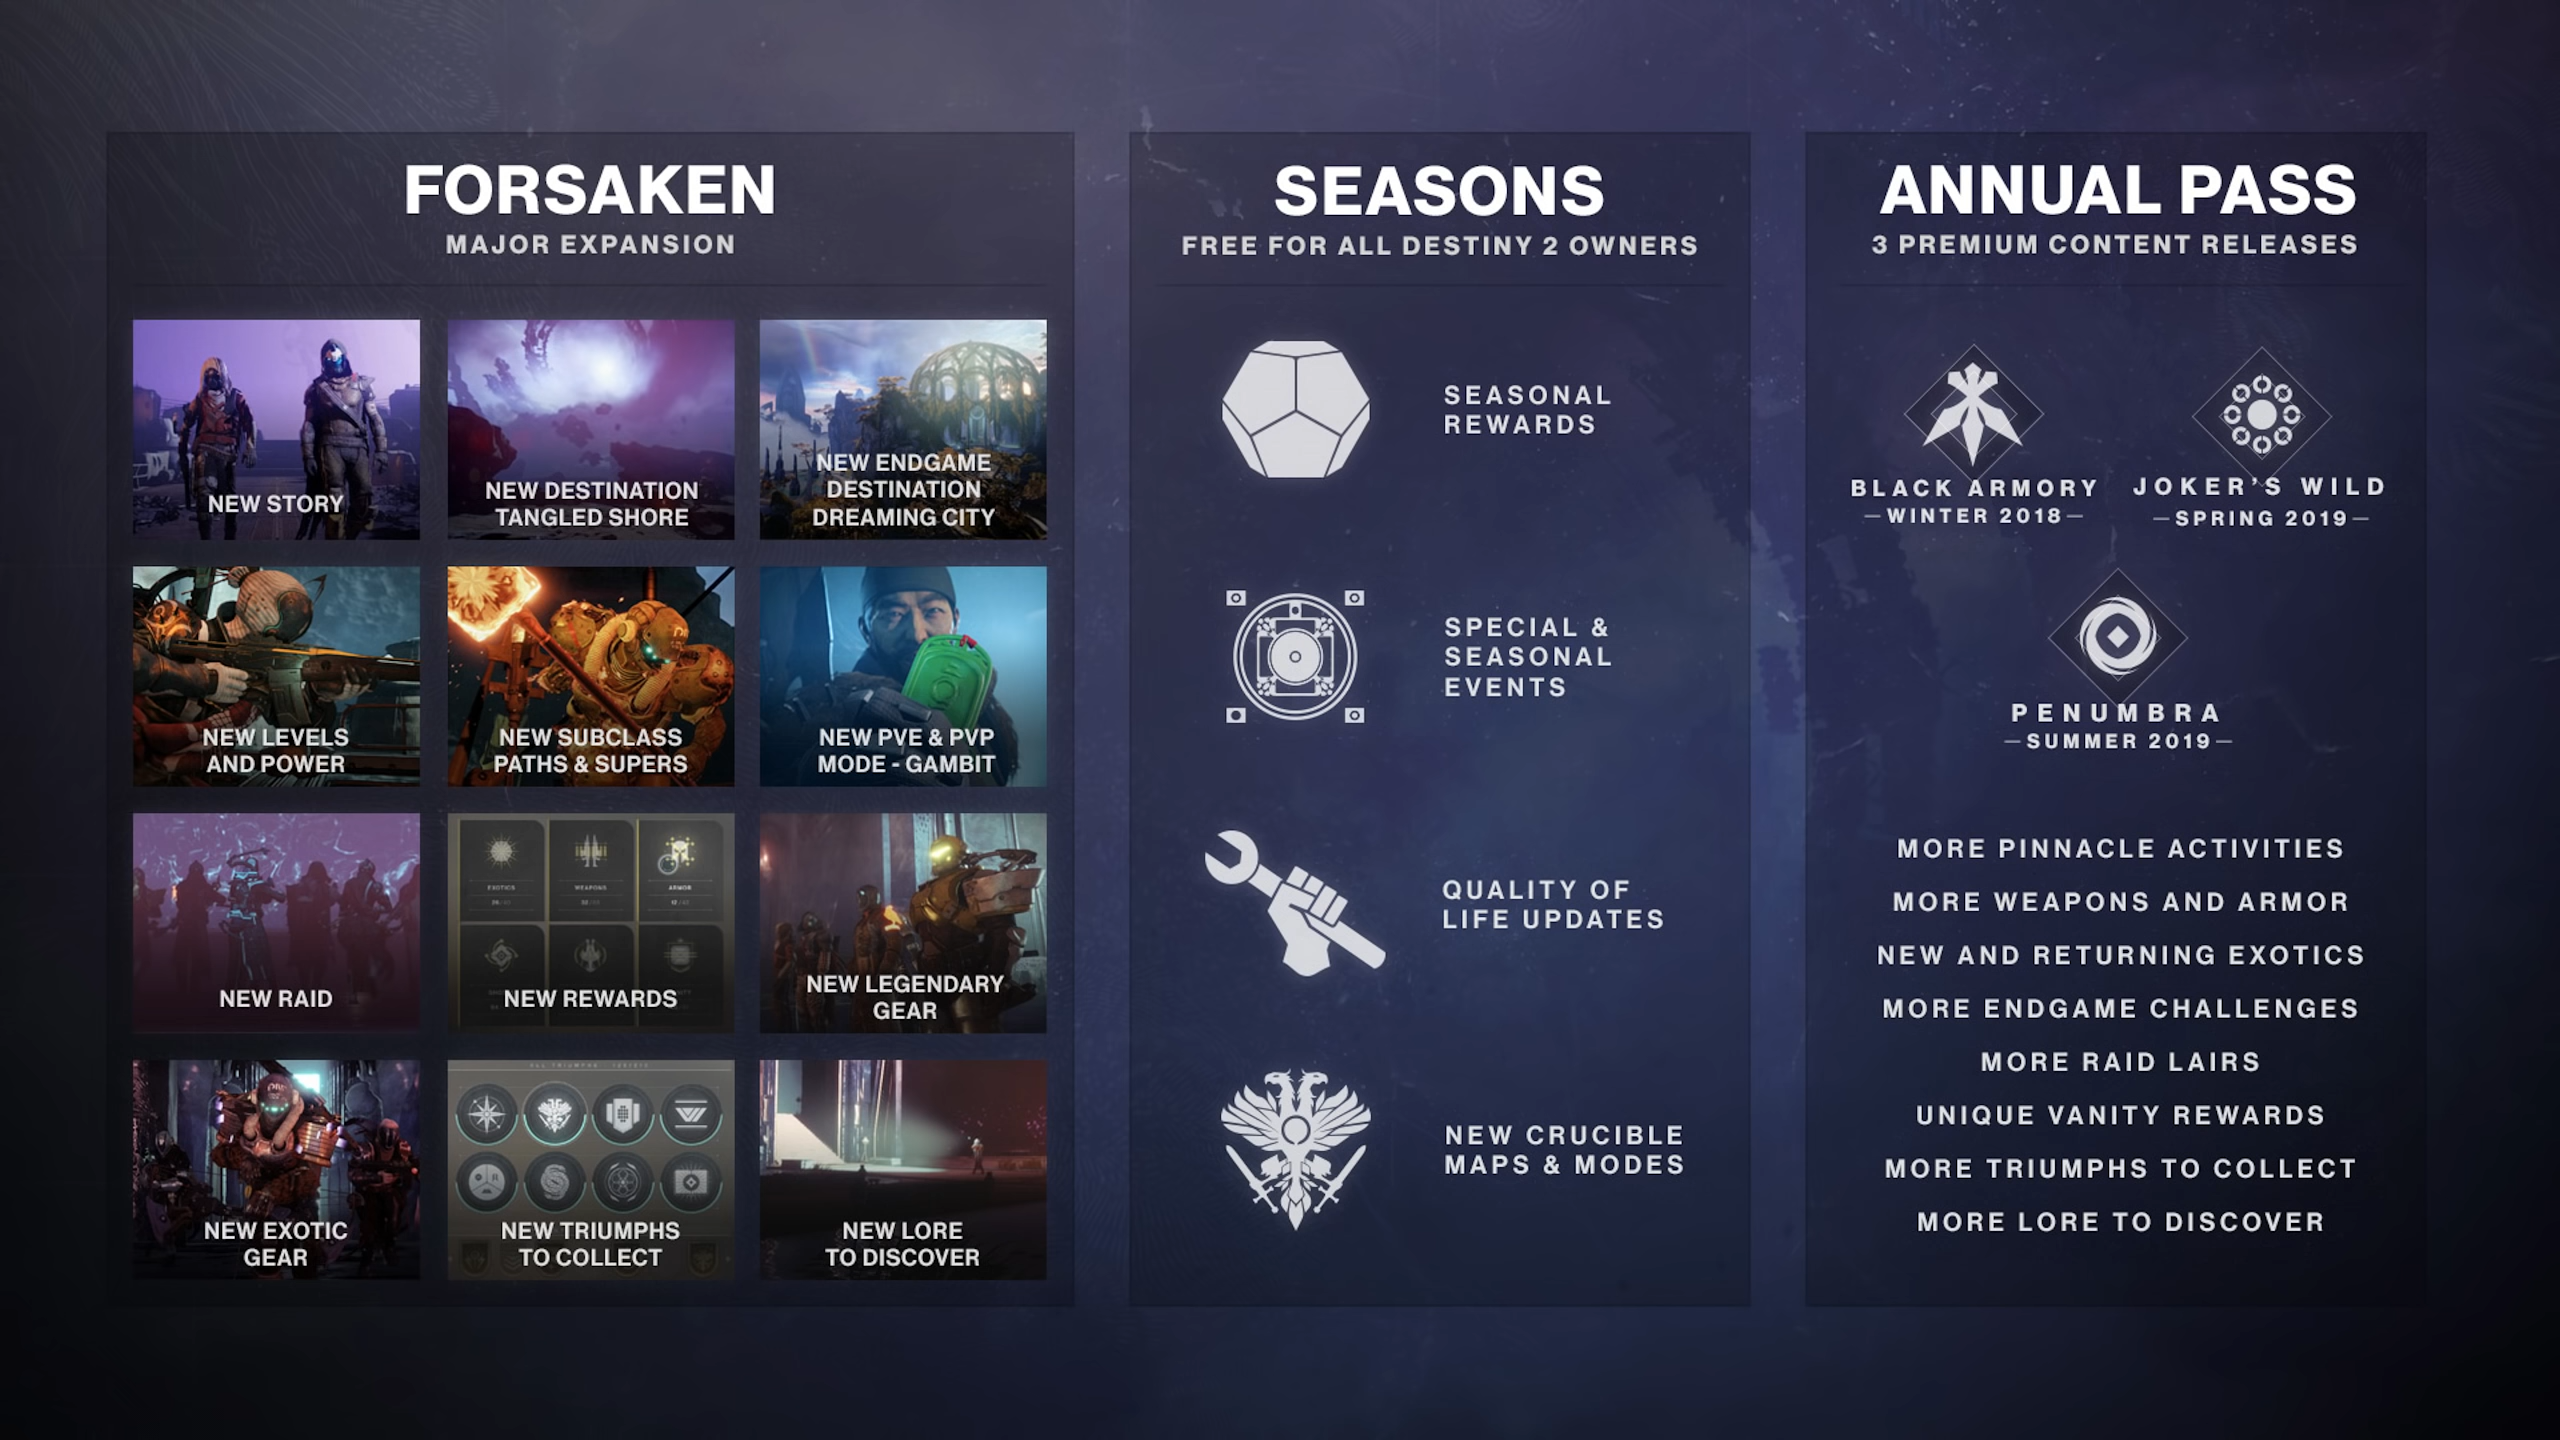 FORSAKEN
MAJOR EXPANSION
NEW STORY
NEW DESTINATION
TANGLED SHORE
NEW ENDGAME
DESTINATION
DREAMING CITY
NEW LEVELS
AND POWER
NEW SUBCLASS
PATHS & SUPERS
NEW PVE & PVP
MODE - GAMBIT
NEW RAID
EXOTICS
WEAPONS
ARMOR
NEW REWARDS
NEW LEGENDARY
GEAR
NEW EXOTIC
GEAR
NEW TRIUMPHS
TO COLLECT
NEW LORE
TO DISCOVER
SEASONS
FREE FOR ALL DESTINY 2 OWNERS
SEASONAL
REWARDS
SPECIAL &
SEASONAL
EVENTS
QUALITY OF
LIFE UPDATES
NEW CRUCIBLE
MAPS & MODES
ANNUAL PASS
3 PREMIUM CONTENT RELEASES
BLACK ARMORY
—WINTER 2018—
JOKER'S WILD
—SPRING 2019—
PENUMBRA
—SUMMER 2019—
MORE PINNACLE ACTIVITIES
MORE WEAPONS AND ARMOR
NEW AND RETURNING EXOTICS
MORE ENDGAME CHALLENGES
MORE RAID LAIRS
UNIQUE VANITY REWARDS
MORE TRIUMPHS TO COLLECT
MORE LORE TO DISCOVER